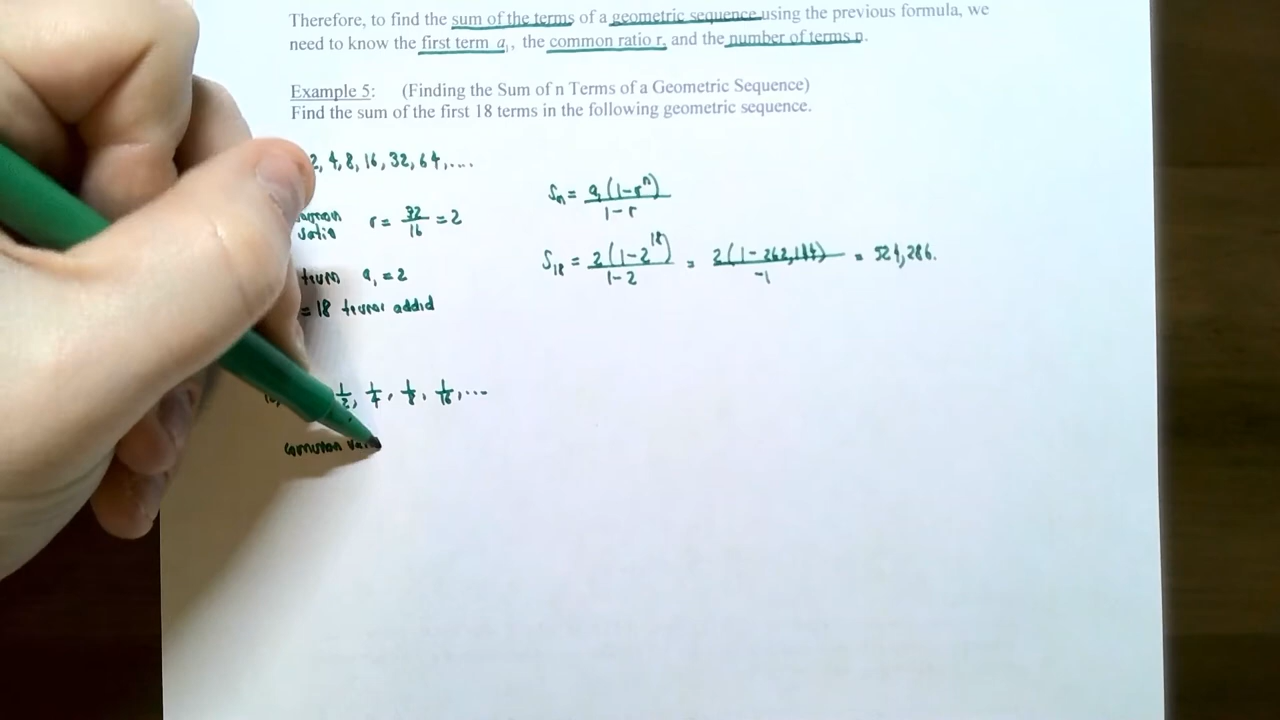 Therefore, to find the sum of the terms of a geometric sequence using the previous formula, we
need to know the first term a₁, the common ratio r, and the number of terms n.
Example 5: (Finding the Sum of n Terms of a Geometric Sequence)
Find the sum of the first 18 terms in the following geometric sequence.
2, 4, 8, 16, 32, 64, ....
ratio r = 32/16 = 2
term a₁ = 2
= 18 terms added
Sₙ = a₁(1-rⁿ)/1-r
S₁₈ = 2(1-2¹⁸)/1-2 = 2(1-262,144)/-1 = 524,286.
1/2, 1/4, 1/8, 1/16, ...
common